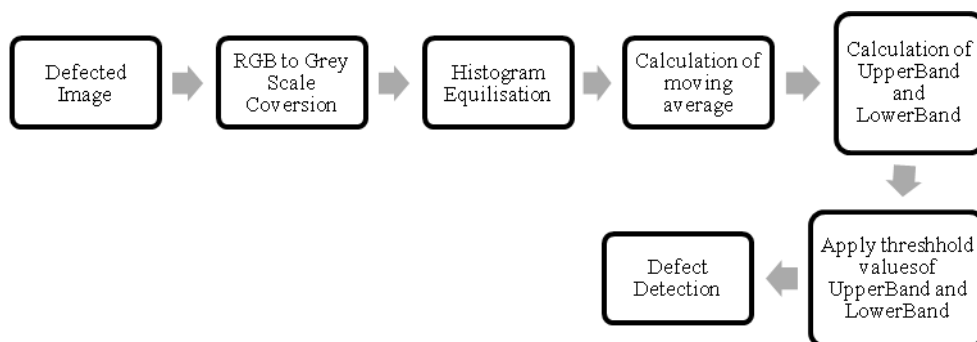 Defected
Image
RGB to Grey
Scale
Coversion
Histogram
Equilisation
Calculation of
moving
average
Calculation of
UpperBand
and
LowerBand
Apply threshhold
valuesof
UpperBand and
LowerBand
Defect
Detection